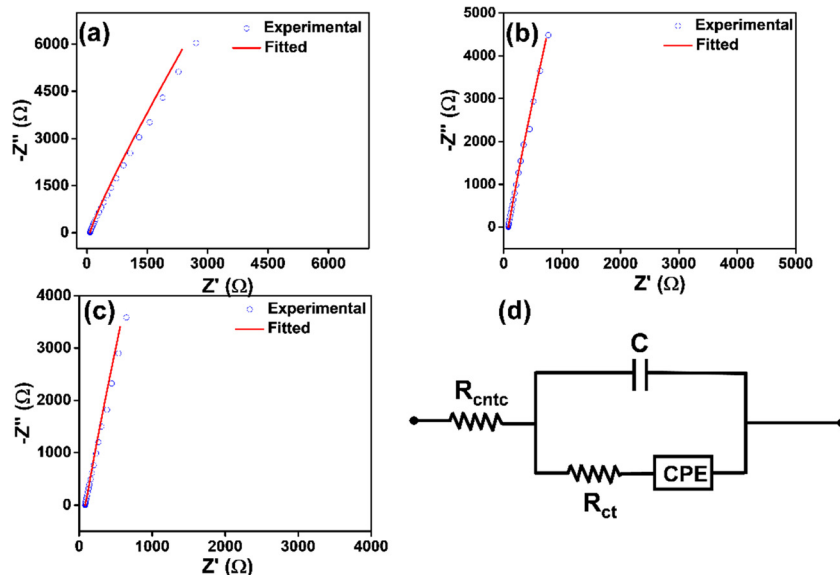 (a)
Experimental
Fitted
-Z'' (Ω)
6000
4500
3000
1500
0
0 1500 3000 4500 6000
Z' (Ω)
(b)
Experimental
Fitted
-Z'' (Ω)
5000
4000
3000
2000
1000
0
0 1000 2000 3000 4000 5000
Z' (Ω)
(c)
Experimental
Fitted
-Z'' (Ω)
4000
3000
2000
1000
0
0 1000 2000 3000 4000
Z' (Ω)
(d)
C
Rcntc
CPE
Rct